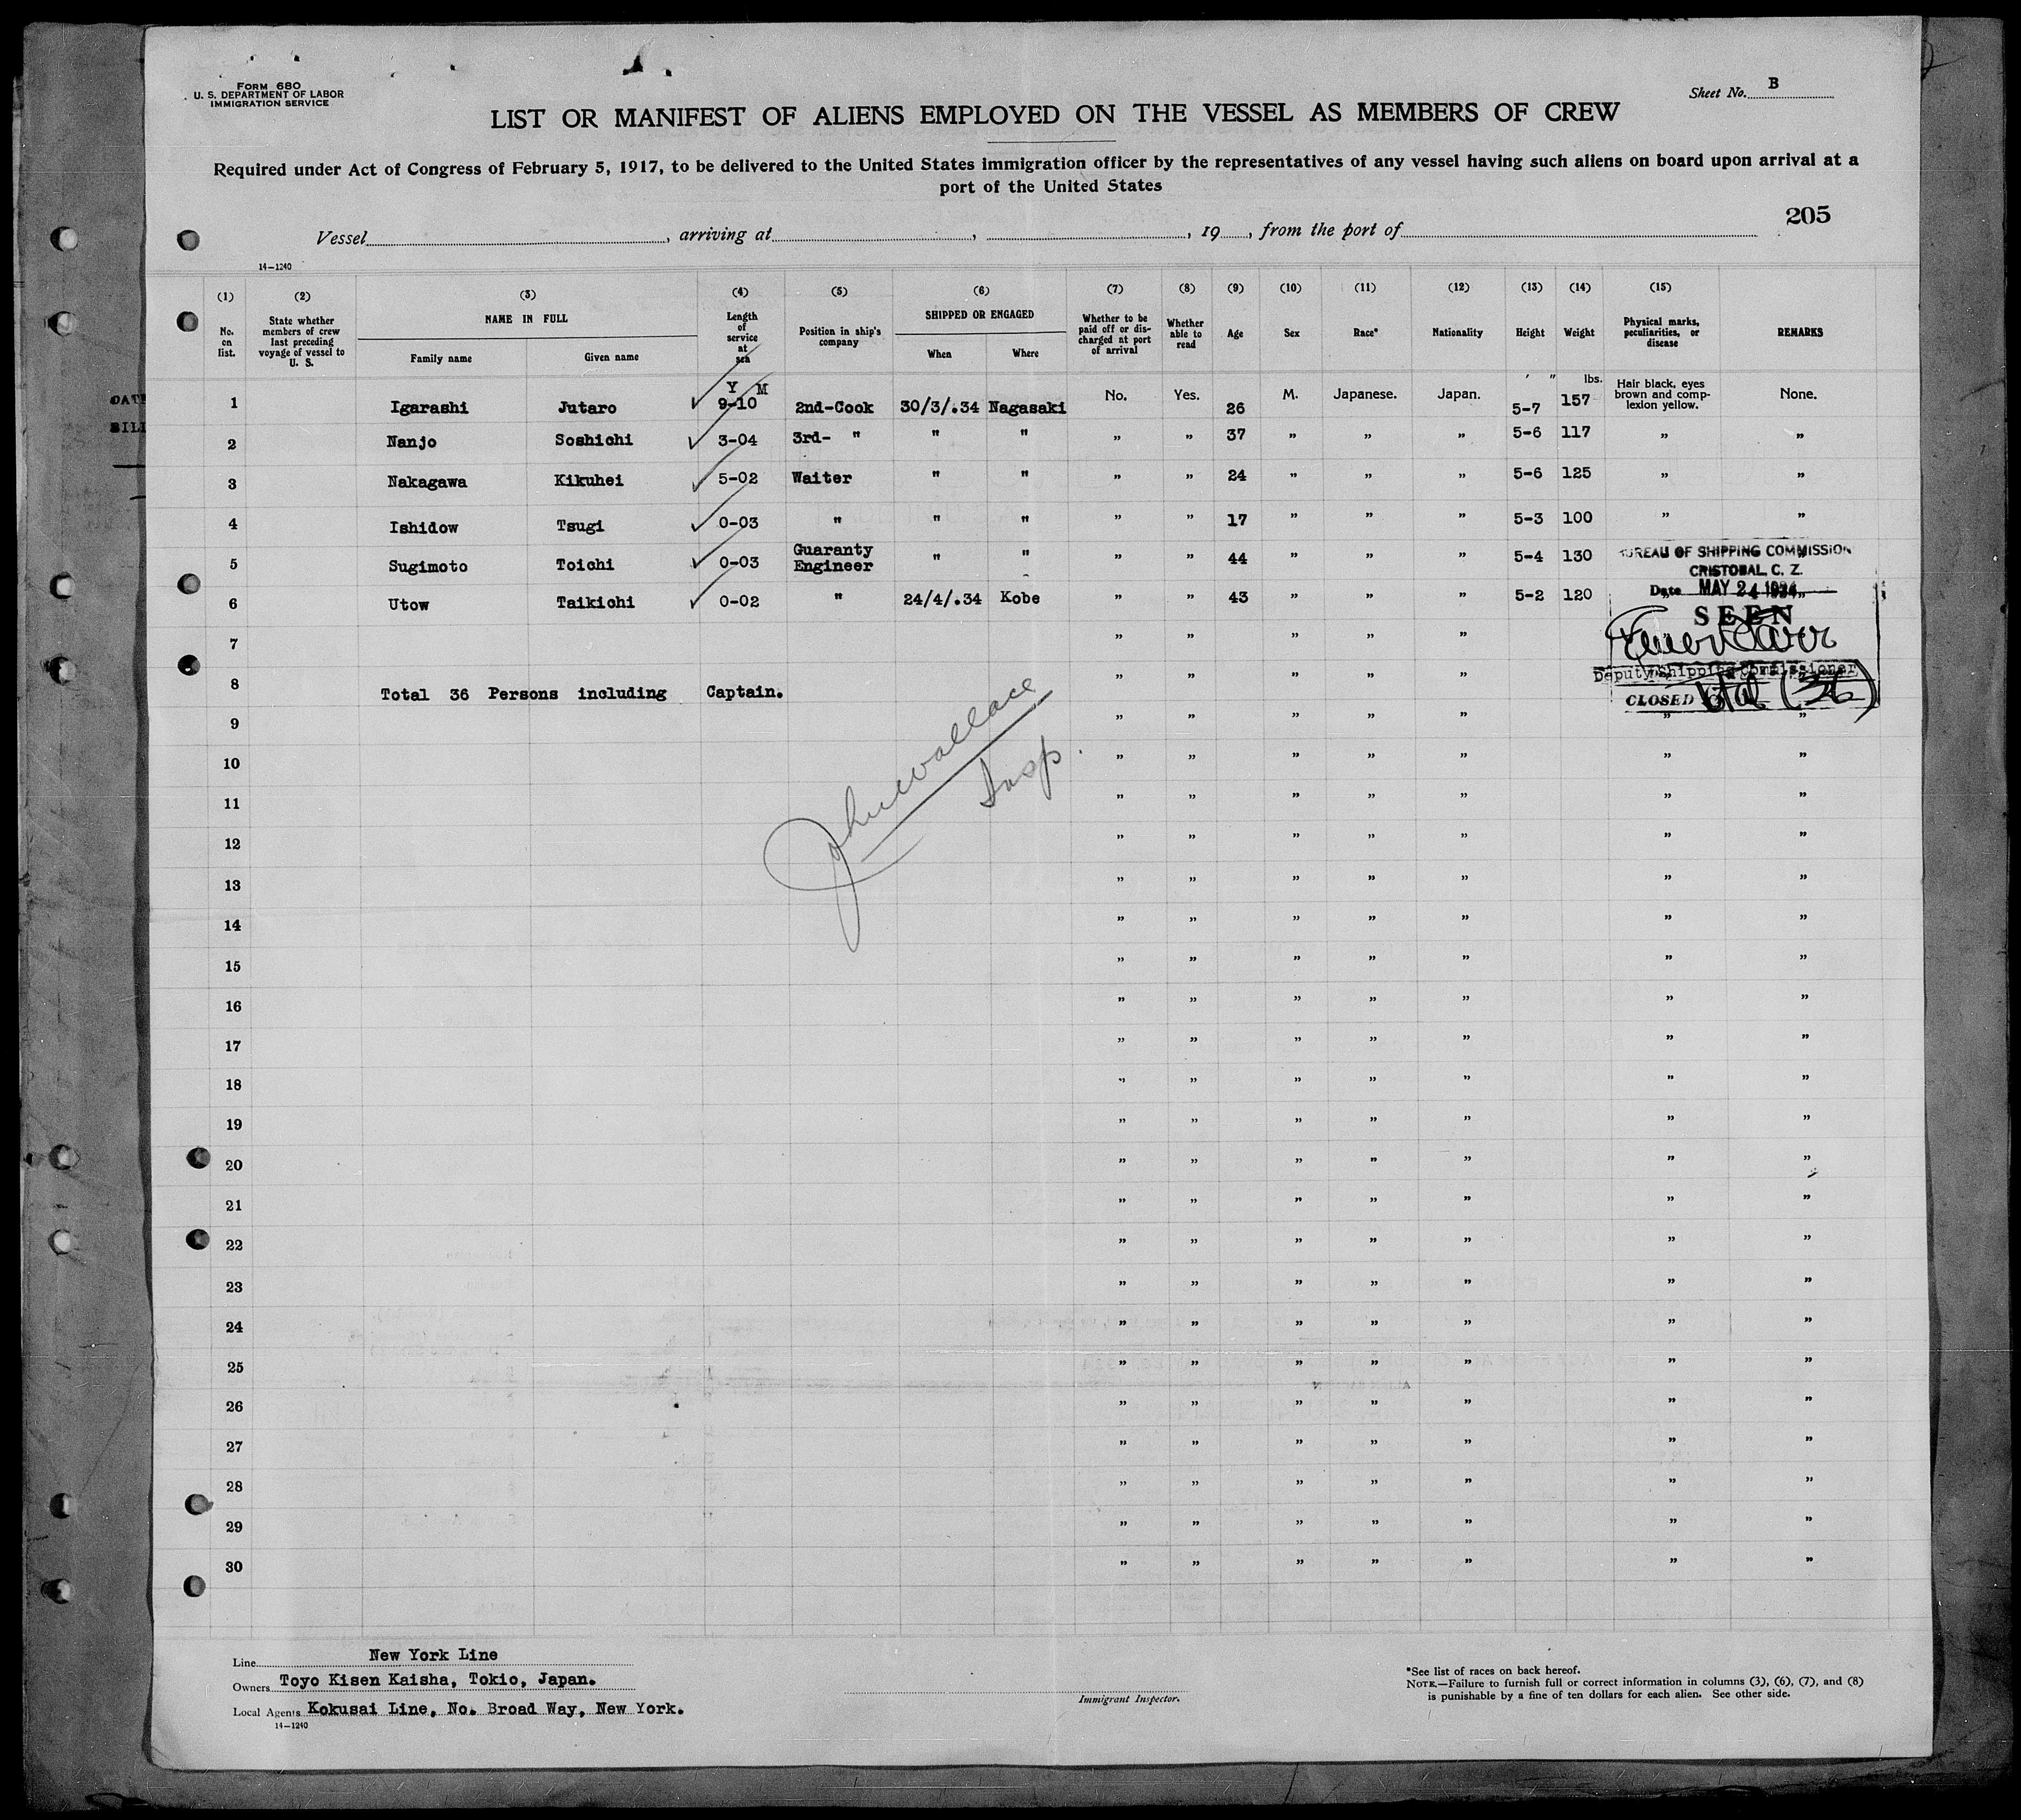 Form 680
U. S. DEPARTMENT OF LABOR
IMMIGRATION SERVICE
Sheet No. B
LIST OR MANIFEST OF ALIENS EMPLOYED ON THE VESSEL AS MEMBERS OF CREW
Required under Act of Congress of February 5, 1917, to be delivered to the United States immigration officer by the representatives of any vessel having such aliens on board upon arrival at a
port of the United States
205
Vessel , arriving at , , 19 , from the port of
14—1240
(1) (2) (3) (4) (5) (6) (7) (8) (9) (10) (11) (12) (13) (14) (15)
No. on list. State whether members of crew last preceding voyage of vessel to U. S. NAME IN FULL Family name Given name Length of service at sea Position in ship's company SHIPPED OR ENGAGED When Where Whether to be paid off or discharged at port of arrival Whether able to read Age Sex Race* Nationality Height Weight Physical marks, peculiarities, or disease REMARKS
Y M ' " lbs.
1 Igarashi Jutaro 9-10 2nd-Cook 30/3/.34 Nagasaki No. Yes. 26 M. Japanese. Japan. 5-7 157 Hair black, eyes brown and complexion yellow. None.
2 Nanjo Soshichi 3-04 3rd- " " " „ „ 37 „ „ „ 5-6 117 „ „
3 Nakagawa Kikuhei 5-02 Waiter " " „ „ 24 „ „ „ 5-6 125 „ „
4 Ishidow Tsugi 0-03 " " " „ „ 17 „ „ „ 5-3 100 „ „
5 Sugimoto Toichi 0-03 Guaranty Engineer " " „ „ 44 „ „ „ 5-4 130
6 Utow Taikichi 0-02 " 24/4/.34 Kobe „ „ 43 „ „ „ 5-2 120
BUREAU OF SHIPPING COMMISSION
CRISTOBAL, C. Z.
Date MAY 24 1934
SEEN
Deputy Shipping Commissioner
CLOSED
Total (36)
7 „ „ „ „ „
8 Total 36 Persons including Captain. „ „ „ „ „
9 „ „ „ „ „ „ „
10 „ „ „ „ „ „ „
11 „ „ „ „ „ „ „
12 „ „ „ „ „ „ „
13 „ „ „ „ „ „ „
14 „ „ „ „ „ „ „
15 „ „ „ „ „ „ „
16 „ „ „ „ „ „ „
17 „ „ „ „ „ „ „
18 „ „ „ „ „ „ „
19 „ „ „ „ „ „ „
20 „ „ „ „ „ „ „
21 „ „ „ „ „ „ „
22 „ „ „ „ „ „ „
23 „ „ „ „ „ „ „
24 „ „ „ „ „ „ „
25 „ „ „ „ „ „ „
26 „ „ „ „ „ „ „
27 „ „ „ „ „ „ „
28 „ „ „ „ „ „ „
29 „ „ „ „ „ „ „
30 „ „ „ „ „ „ „
John Wallace
Insp.
Line New York Line
Owners Toyo Kisen Kaisha, Tokio, Japan.
Local Agents Kokusai Line, No. Broad Way, New York.
14—1240
Immigrant Inspector.
*See list of races on back hereof.
NOTE.—Failure to furnish full or correct information in columns (3), (6), (7), and (8)
is punishable by a fine of ten dollars for each alien. See other side.